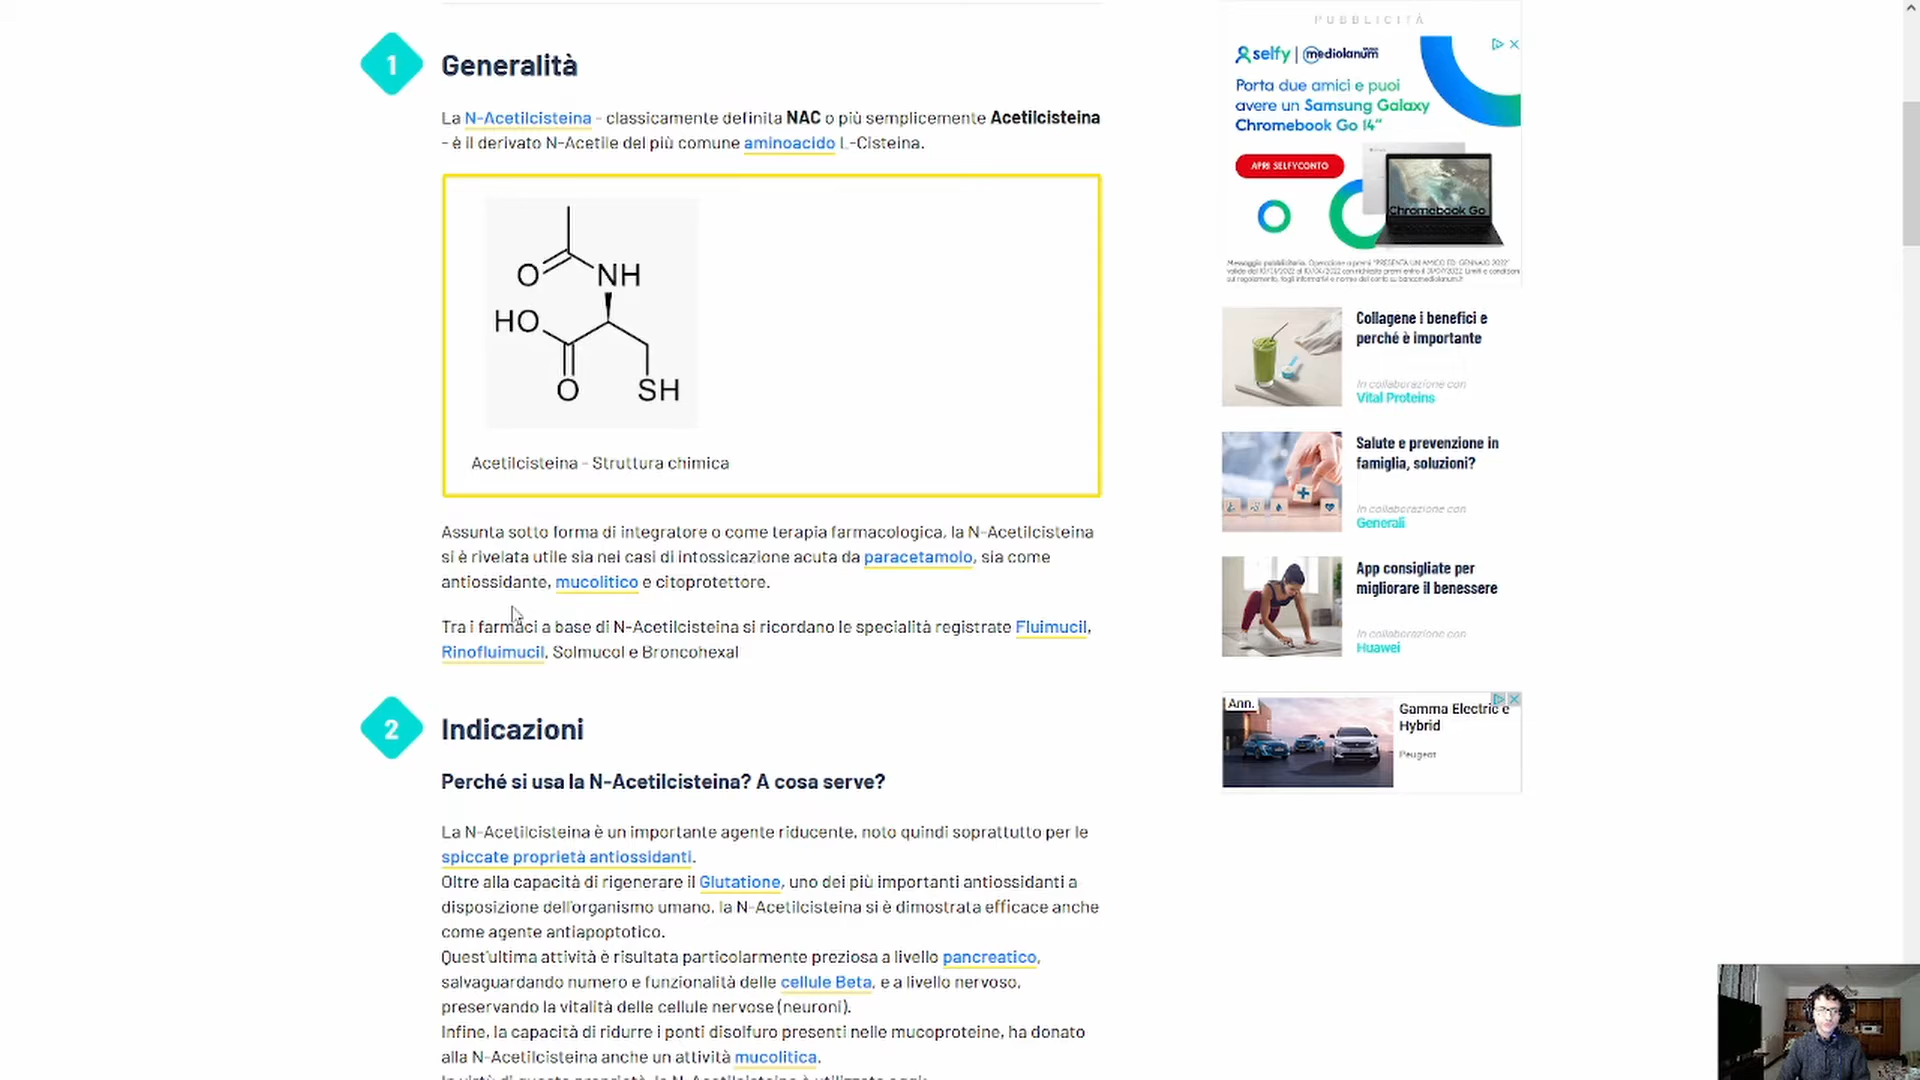 1
Generalità
La N-Acetilcisteina - classicamente definita NAC o più semplicemente Acetilcisteina
- è il derivato N-Acetile del più comune aminoacido L-Cisteina.
O
NH
HO
O
SH
Acetilcisteina - Struttura chimica
Assunta sotto forma di integratore o come terapia farmacologica, la N-Acetilcisteina
si è rivelata utile sia nei casi di intossicazione acuta da paracetamolo, sia come
antiossidante, mucolitico e citoprotettore.
Tra i farmaci a base di N-Acetilcisteina si ricordano le specialità registrate Fluimucil,
Rinofluimucil, Solmucol e Broncohexal
2
Indicazioni
Perché si usa la N-Acetilcisteina? A cosa serve?
La N-Acetilcisteina è un importante agente riducente, noto quindi soprattutto per le
spiccate proprietà antiossidanti.
Oltre alla capacità di rigenerare il Glutatione, uno dei più importanti antiossidanti a
disposizione dell'organismo umano, la N-Acetilcisteina si è dimostrata efficace anche
come agente antiapoptotico.
Quest'ultima attività è risultata particolarmente preziosa a livello pancreatico,
salvaguardando numero e funzionalità delle cellule Beta, e a livello nervoso,
preservando la vitalità delle cellule nervose (neuroni).
Infine, la capacità di ridurre i ponti disolfuro presenti nelle mucoproteine, ha donato
alla N-Acetilcisteina anche un attività mucolitica.
PUBBLICITÀ
selfy | mediolanum
Porta due amici e puoi
avere un Samsung Galaxy
Chromebook Go 14"
APRI SELFYCONTO
Chromebook Go
Collagene i benefici e
perché è importante
In collaborazione con
Vital Proteins
Salute e prevenzione in
famiglia, soluzioni?
In collaborazione con
Generali
App consigliate per
migliorare il benessere
In collaborazione con
Huawei
Ann.
Gamma Electric e
Hybrid
Peugeot